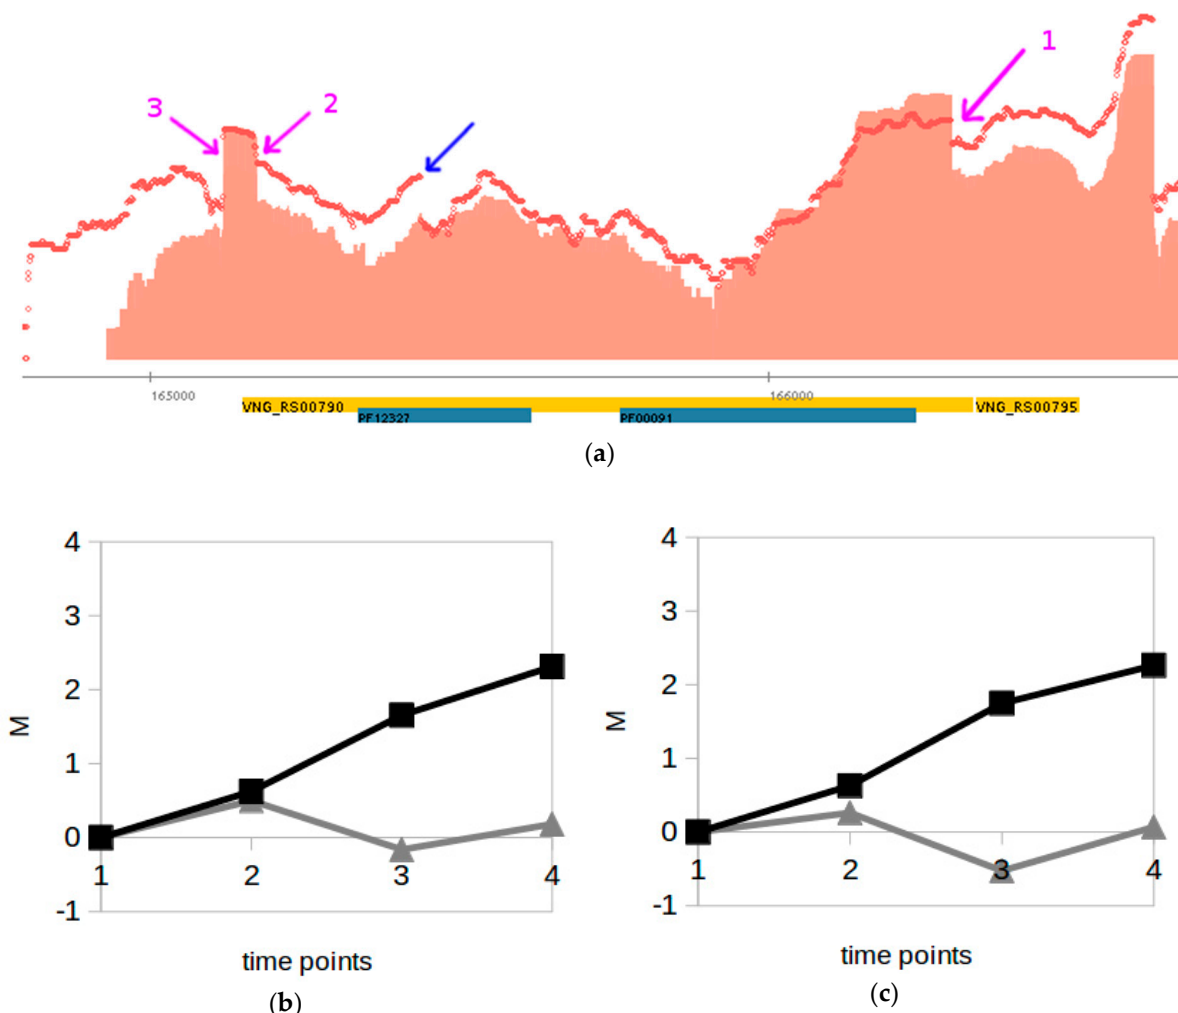 1
2
3
165000
166000
VNG_RS00790
VNG_RS00795
PF12327
PF00091
(a)
4
3
2
1
0
-1
M
1 2 3 4
time points
(b)
4
3
2
1
0
-1
M
1 2 3 4
time points
(c)